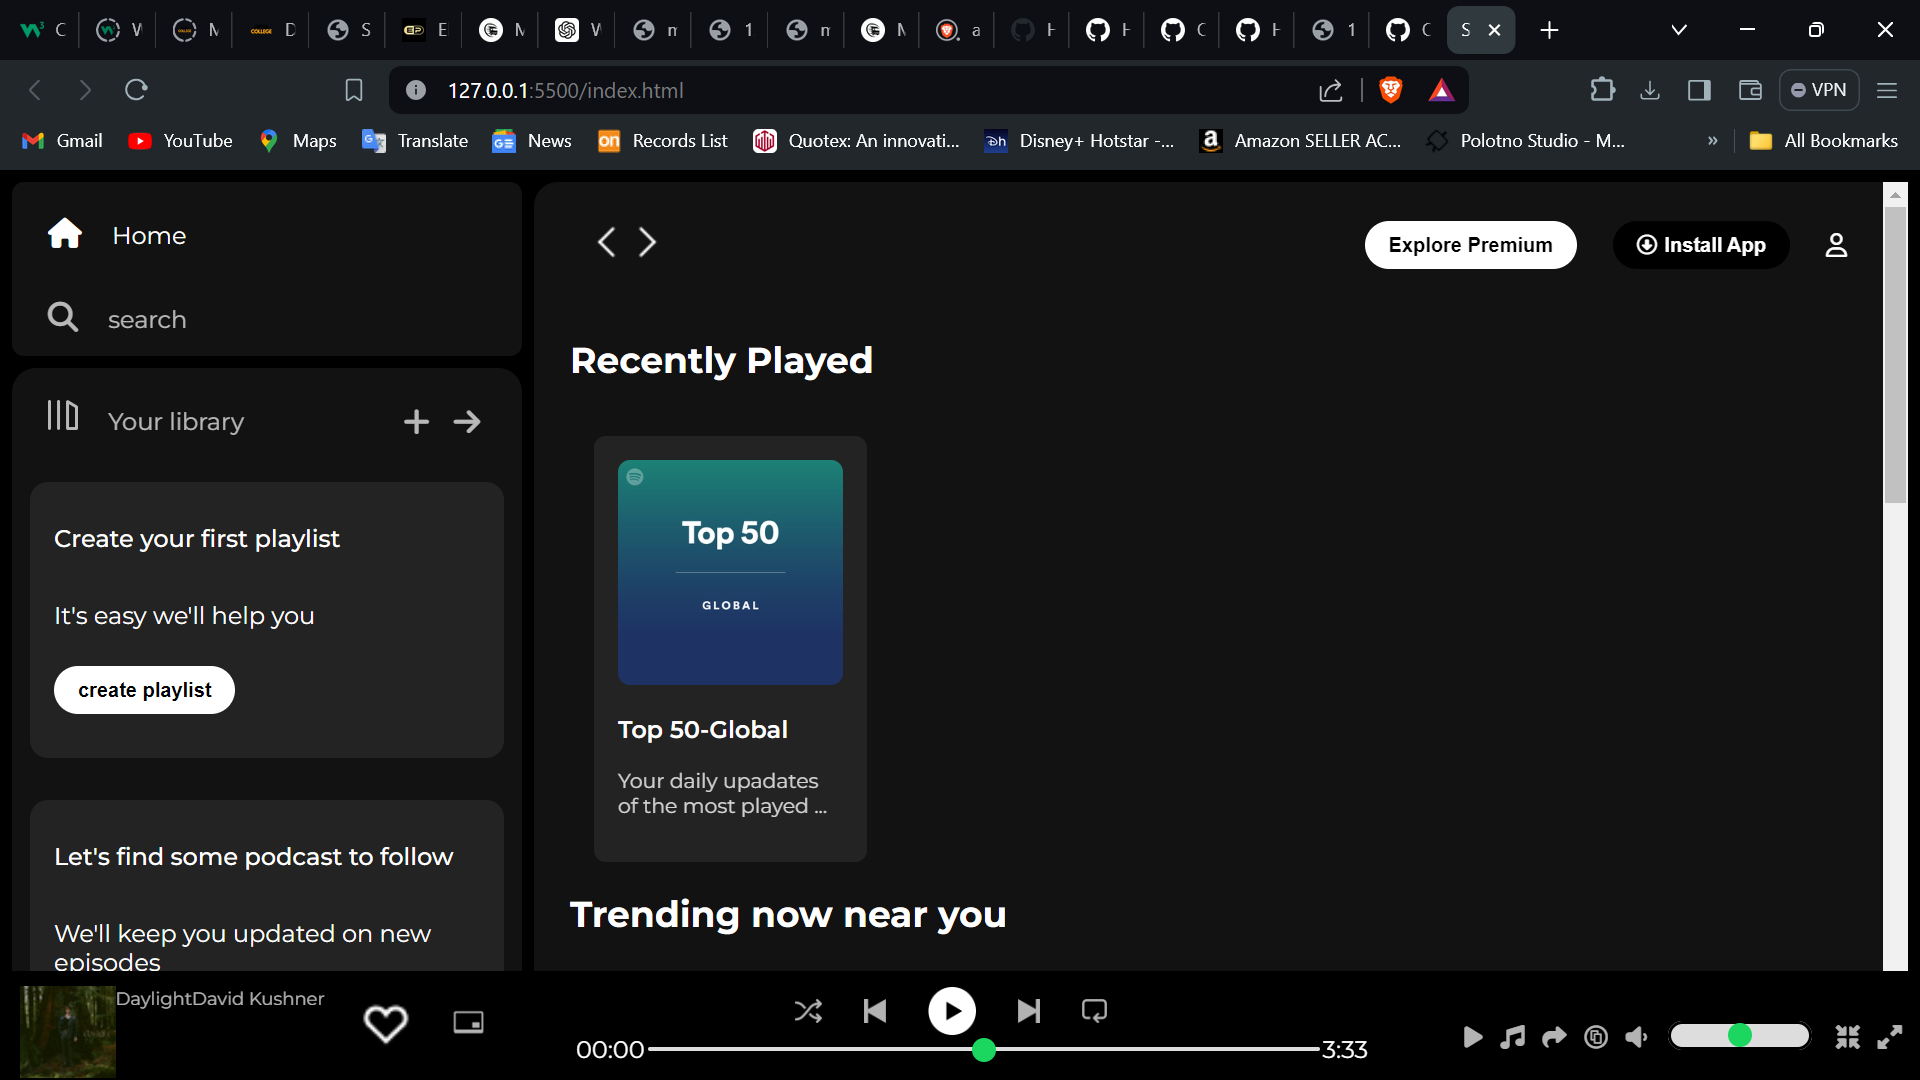 127.0.0.1:5500/index.html
VPN
Gmail
YouTube
Maps
Translate
News
Records List
Quotex: An innovati...
Disney+ Hotstar -...
Amazon SELLER AC...
Polotno Studio - M...
»
All Bookmarks
Home
search
Your library
Create your first playlist
It's easy we'll help you
create playlist
Let's find some podcast to follow
We'll keep you updated on new
episodes
Explore Premium
Install App
Recently Played
Top 50
GLOBAL
Top 50-Global
Your daily upadates
of the most played ...
Trending now near you
DaylightDavid Kushner
00:00
3:33